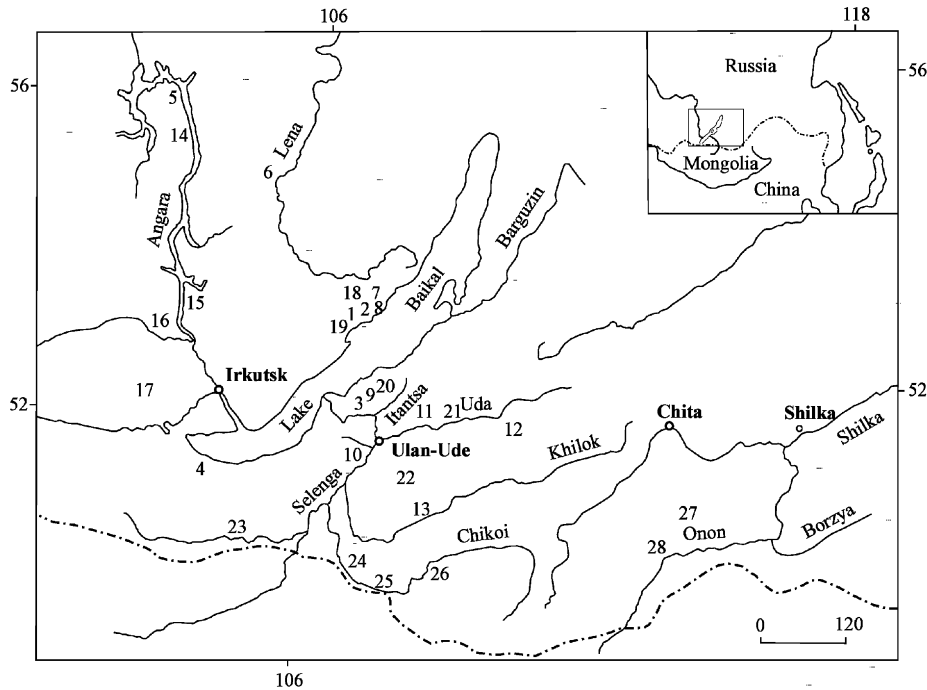 106
118
56
56
Russia
Mongolia
China
5
14
Lena
6
Angara
Barguzin
Baikal
18
7
15
1
2
8
16
19
Irkutsk
17
52
52
20
9
3
Itantsa
Lake
11
21
Uda
12
Chita
Shilka
Shilka
Ulan-Ude
10
4
Khilok
22
Selenga
13
27
23
Chikoi
Onon
Borzya
28
24
25
26
0
120
106